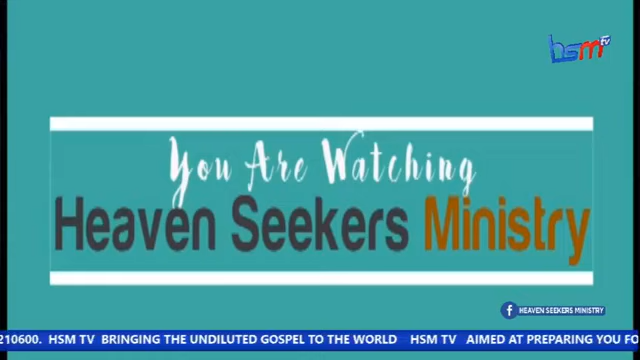 hsm tv
You Are Watching
Heaven Seekers Ministry
HEAVEN SEEKERS MINISTRY
210600. HSM TV BRINGING THE UNDILUTED GOSPEL TO THE WORLD HSM TV AIMED AT PREPARING YOU FO